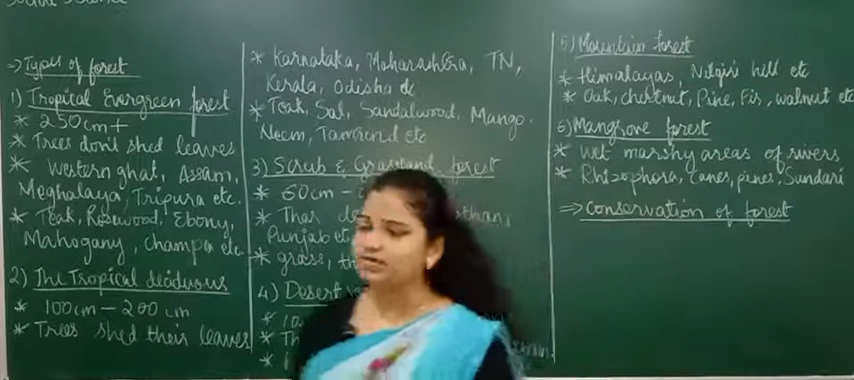 Social Science
⇒ Types of forest
1) Tropical Evergreen forest
* 250cm+
* Trees don't shed leaves
* Western ghat, Assam,
Meghalaya, Tripura etc.
* Teak, Rosewood, Ebony,
Mahogany, Champa etc.
2) The Tropical deciduous
* 100cm - 200 cm
* Trees shed their leaves
* Karnataka, Maharashtra, TN,
Kerala, Odisha etc
* Teak, Sal, Sandalwood, Mango.
Neem, Tamrind etc
3) Scrub & Grassland forest
* 60cm -
* Thar
Punjab etc
* grass,
4) Desert
*
*
*
5) Mountain forest
* Himalayas, Nilgiri hill etc
* Oak, chestnut, Pine, Fir, walnut etc
6) Mangrove forest
* Wet marshy areas of rivers
* Rhizophora, Canes, pines, Sundari
⇒ Conservation of forest